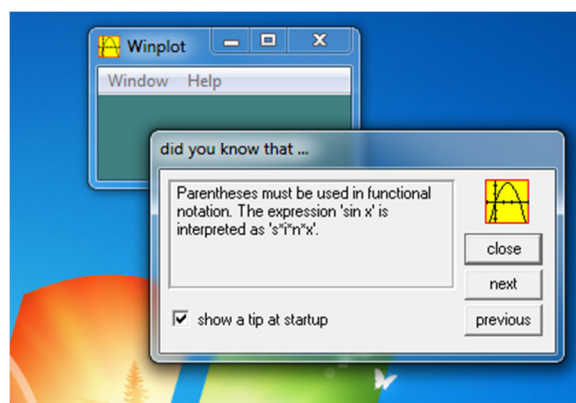 Winplot
Window Help
did you know that ...
Parentheses must be used in functional
notation. The expression 'sin x' is
interpreted as 's*i*n*x'.
close
next
show a tip at startup
previous